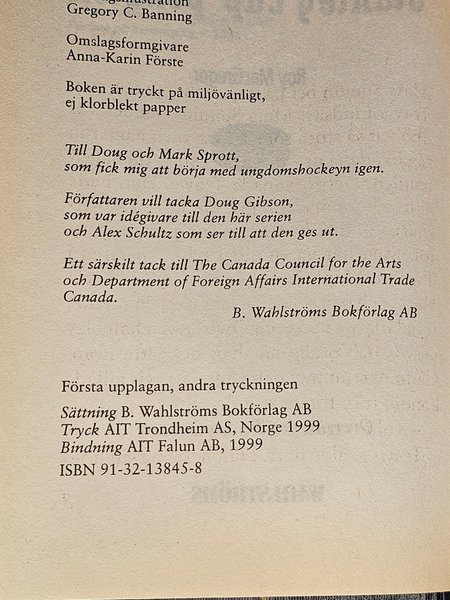 Gregory C. Banning
Omslagsformgivare
Anna-Karin Förste
Boken är tryckt på miljövänligt,
ej klorblekt papper
Till Doug och Mark Sprott,
som fick mig att börja med ungdomshockeyn igen.
Författaren vill tacka Doug Gibson,
som var idégivare till den här serien
och Alex Schultz som ser till att den ges ut.
Ett särskilt tack till The Canada Council for the Arts
och Department of Foreign Affairs International Trade
Canada.
B. Wahlströms Bokförlag AB
Första upplagan, andra tryckningen
Sättning B. Wahlströms Bokförlag AB
Tryck AIT Trondheim AS, Norge 1999
Bindning AIT Falun AB, 1999
ISBN 91-32-13845-8